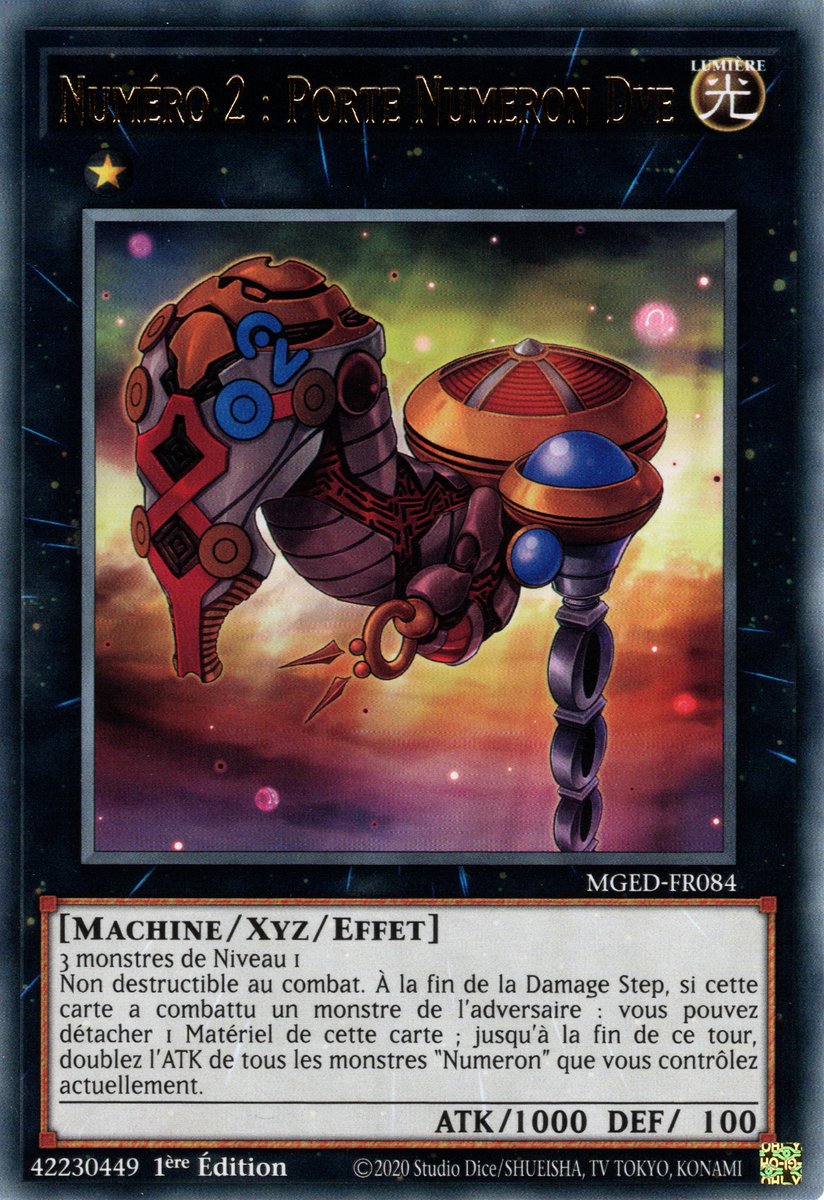 Numéro 2 : Porte Numeron Dve
LUMIÈRE
光
MGED-FR084
[Machine/Xyz/Effet]
3 monstres de Niveau 1
Non destructible au combat. À la fin de la Damage Step, si cette
carte a combattu un monstre de l'adversaire : vous pouvez
détacher 1 Matériel de cette carte ; jusqu'à la fin de ce tour,
doublez l'ATK de tous les monstres "Numeron" que vous contrôlez
actuellement.
ATK/1000 DEF/ 100
42230449 1ère Édition ©2020 Studio Dice/SHUEISHA, TV TOKYO, KONAMI